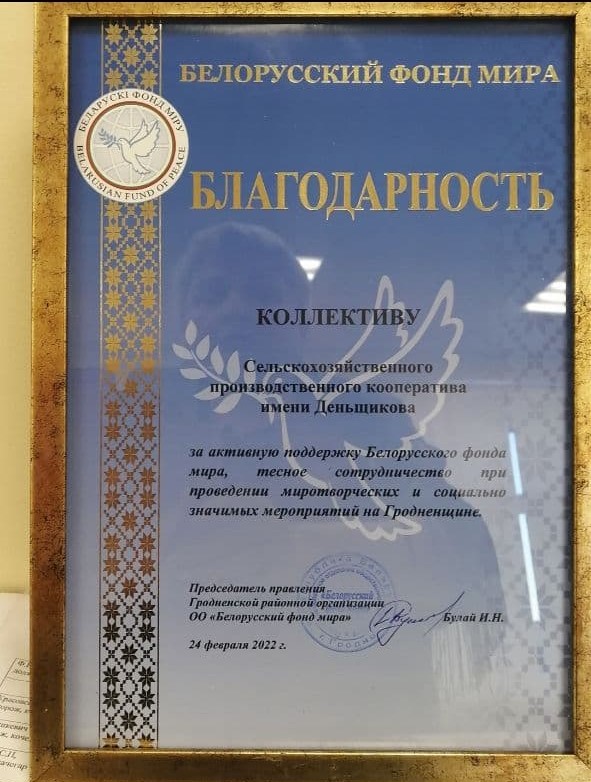 БЕЛОРУССКИЙ ФОНД МИРА
БЕЛАРУСКІ ФОНД МІРУ
BELARUSIAN FUND OF PEACE
БЛАГОДАРНОСТЬ
КОЛЛЕКТИВУ
Сельскохозяйственного
производственного кооператива
имени Деньщикова
за активную поддержку Белорусского фонда
мира, тесное сотрудничество при
проведении миротворческих и социально
значимых мероприятий на Гродненщине.
Председатель правления
Гродненской районной организации
ОО «Белорусский фонд мира»
Булай И.Н.
24 февраля 2022 г.
«Белорусский